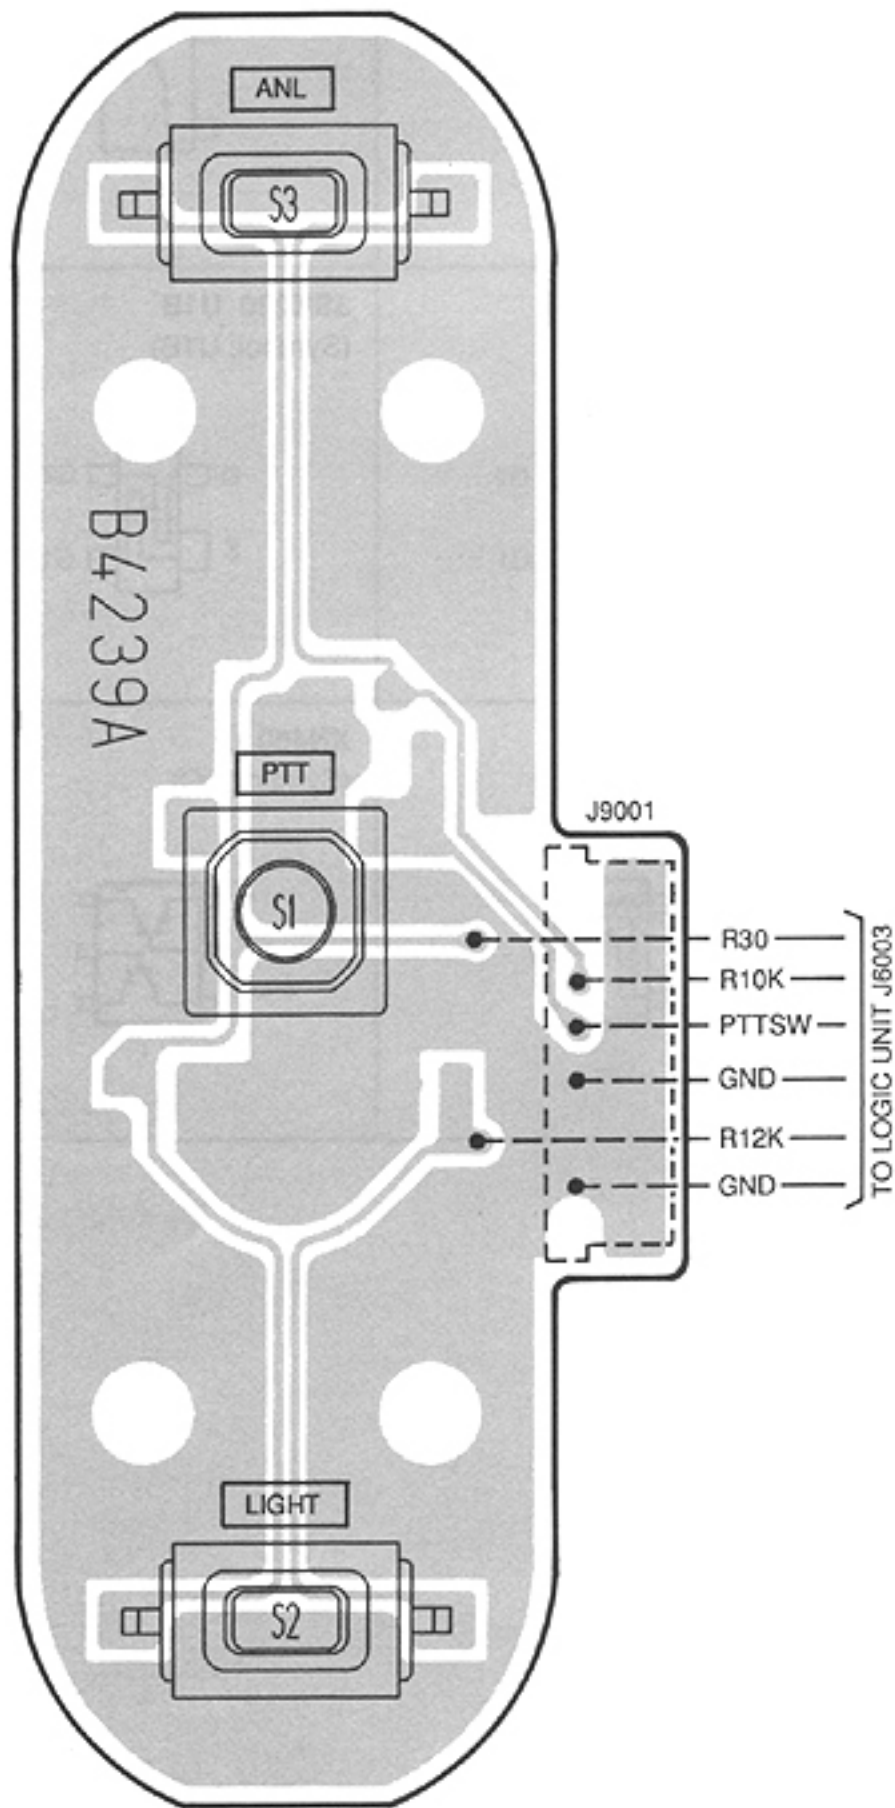 ANL
S3
B4239A
PTT
S1
J9001
R30
R10K
PTTSW
GND
R12K
GND
TO LOGIC UNIT J6003
LIGHT
S2